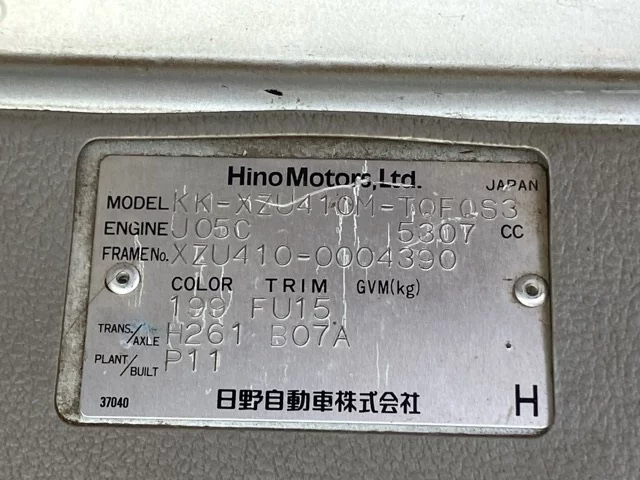 Hino Motors, Ltd.
JAPAN
MODEL KK-XZU410M-TQFQS3
ENGINE J05C 5307 CC
FRAME No. XZU410-0004390
COLOR TRIM GVM(kg)
199 FU15
TRANS./AXLE H261 B07A
PLANT/BUILT P11
37040 日野自動車株式会社 H